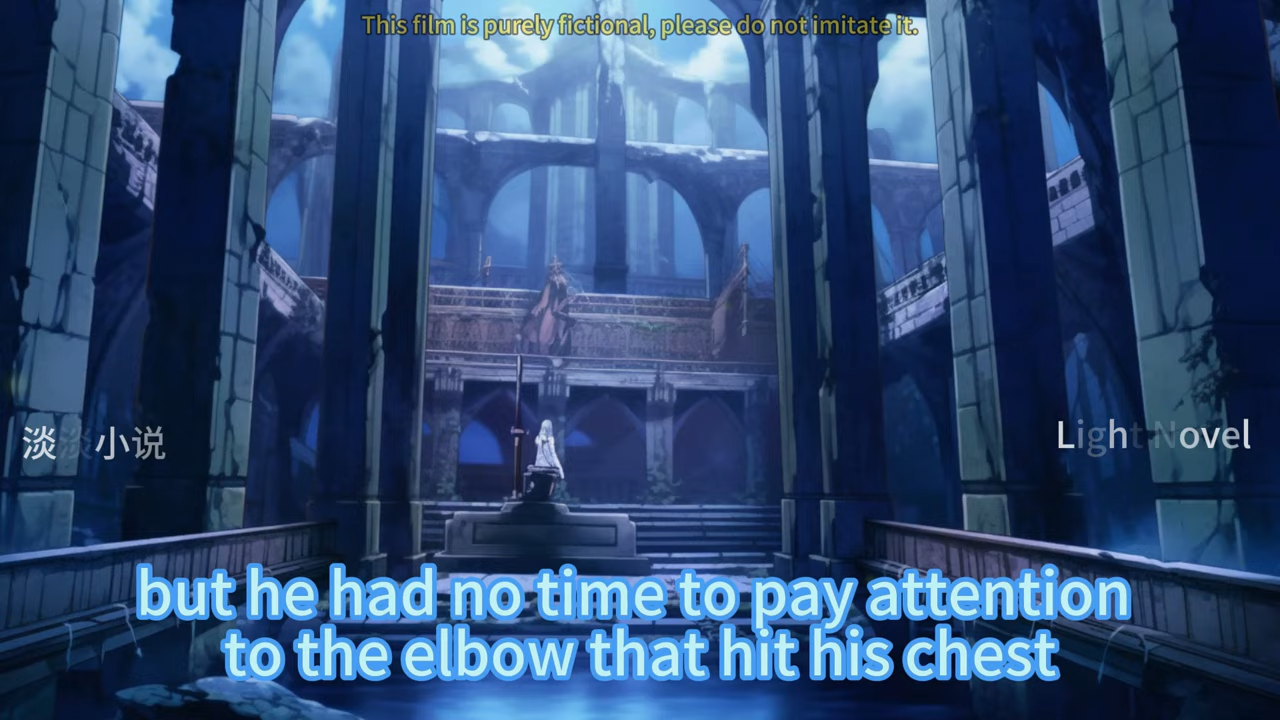 This film is purely fictional, please do not imitate it.
淡淡小说
Light Novel
but he had no time to pay attention
to the elbow that hit his chest